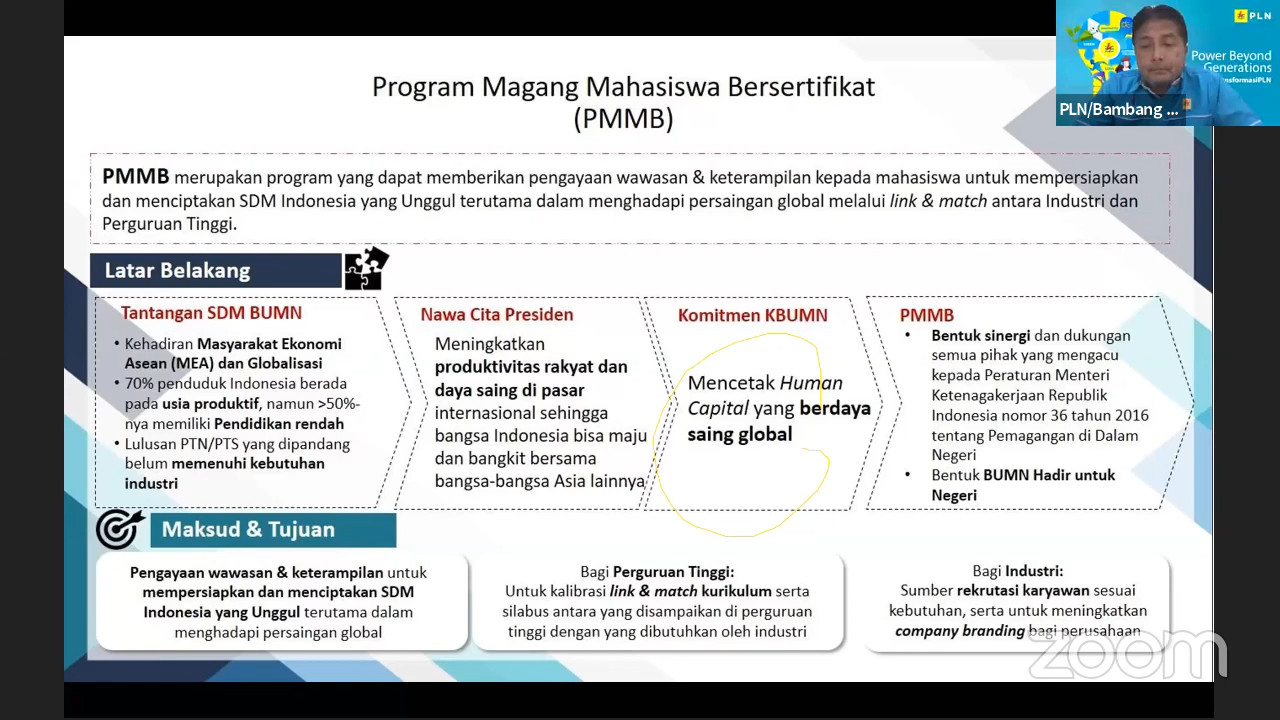 Program Magang Mahasiswa Bersertifikat
(PMMB)
PMMB merupakan program yang dapat memberikan pengayaan wawasan & keterampilan kepada mahasiswa untuk mempersiapkan
dan menciptakan SDM Indonesia yang Unggul terutama dalam menghadapi persaingan global melalui link & match antara Industri dan
Perguruan Tinggi.
Latar Belakang
Tantangan SDM BUMN
• Kehadiran Masyarakat Ekonomi
Asean (MEA) dan Globalisasi
• 70% penduduk Indonesia berada
pada usia produktif, namun >50%-
nya memiliki Pendidikan rendah
• Lulusan PTN/PTS yang dipandang
belum memenuhi kebutuhan
industri
Nawa Cita Presiden
Meningkatkan
produktivitas rakyat dan
daya saing di pasar
internasional sehingga
bangsa Indonesia bisa maju
dan bangkit bersama
bangsa-bangsa Asia lainnya
Komitmen KBUMN
Mencetak Human
Capital yang berdaya
saing global
PMMB
• Bentuk sinergi dan dukungan
semua pihak yang mengacu
kepada Peraturan Menteri
Ketenagakerjaan Republik
Indonesia nomor 36 tahun 2016
tentang Pemagangan di Dalam
Negeri
• Bentuk BUMN Hadir untuk
Negeri
Maksud & Tujuan
Pengayaan wawasan & keterampilan untuk
mempersiapkan dan menciptakan SDM
Indonesia yang Unggul terutama dalam
menghadapi persaingan global
Bagi Perguruan Tinggi:
Untuk kalibrasi link & match kurikulum serta
silabus antara yang disampaikan di perguruan
tinggi dengan yang dibutuhkan oleh industri
Bagi Industri:
Sumber rekrutasi karyawan sesuai
kebutuhan, serta untuk meningkatkan
company branding bagi perusahaan
zoom
PLN
Power Beyond
Generations
PLN/Bambang ...